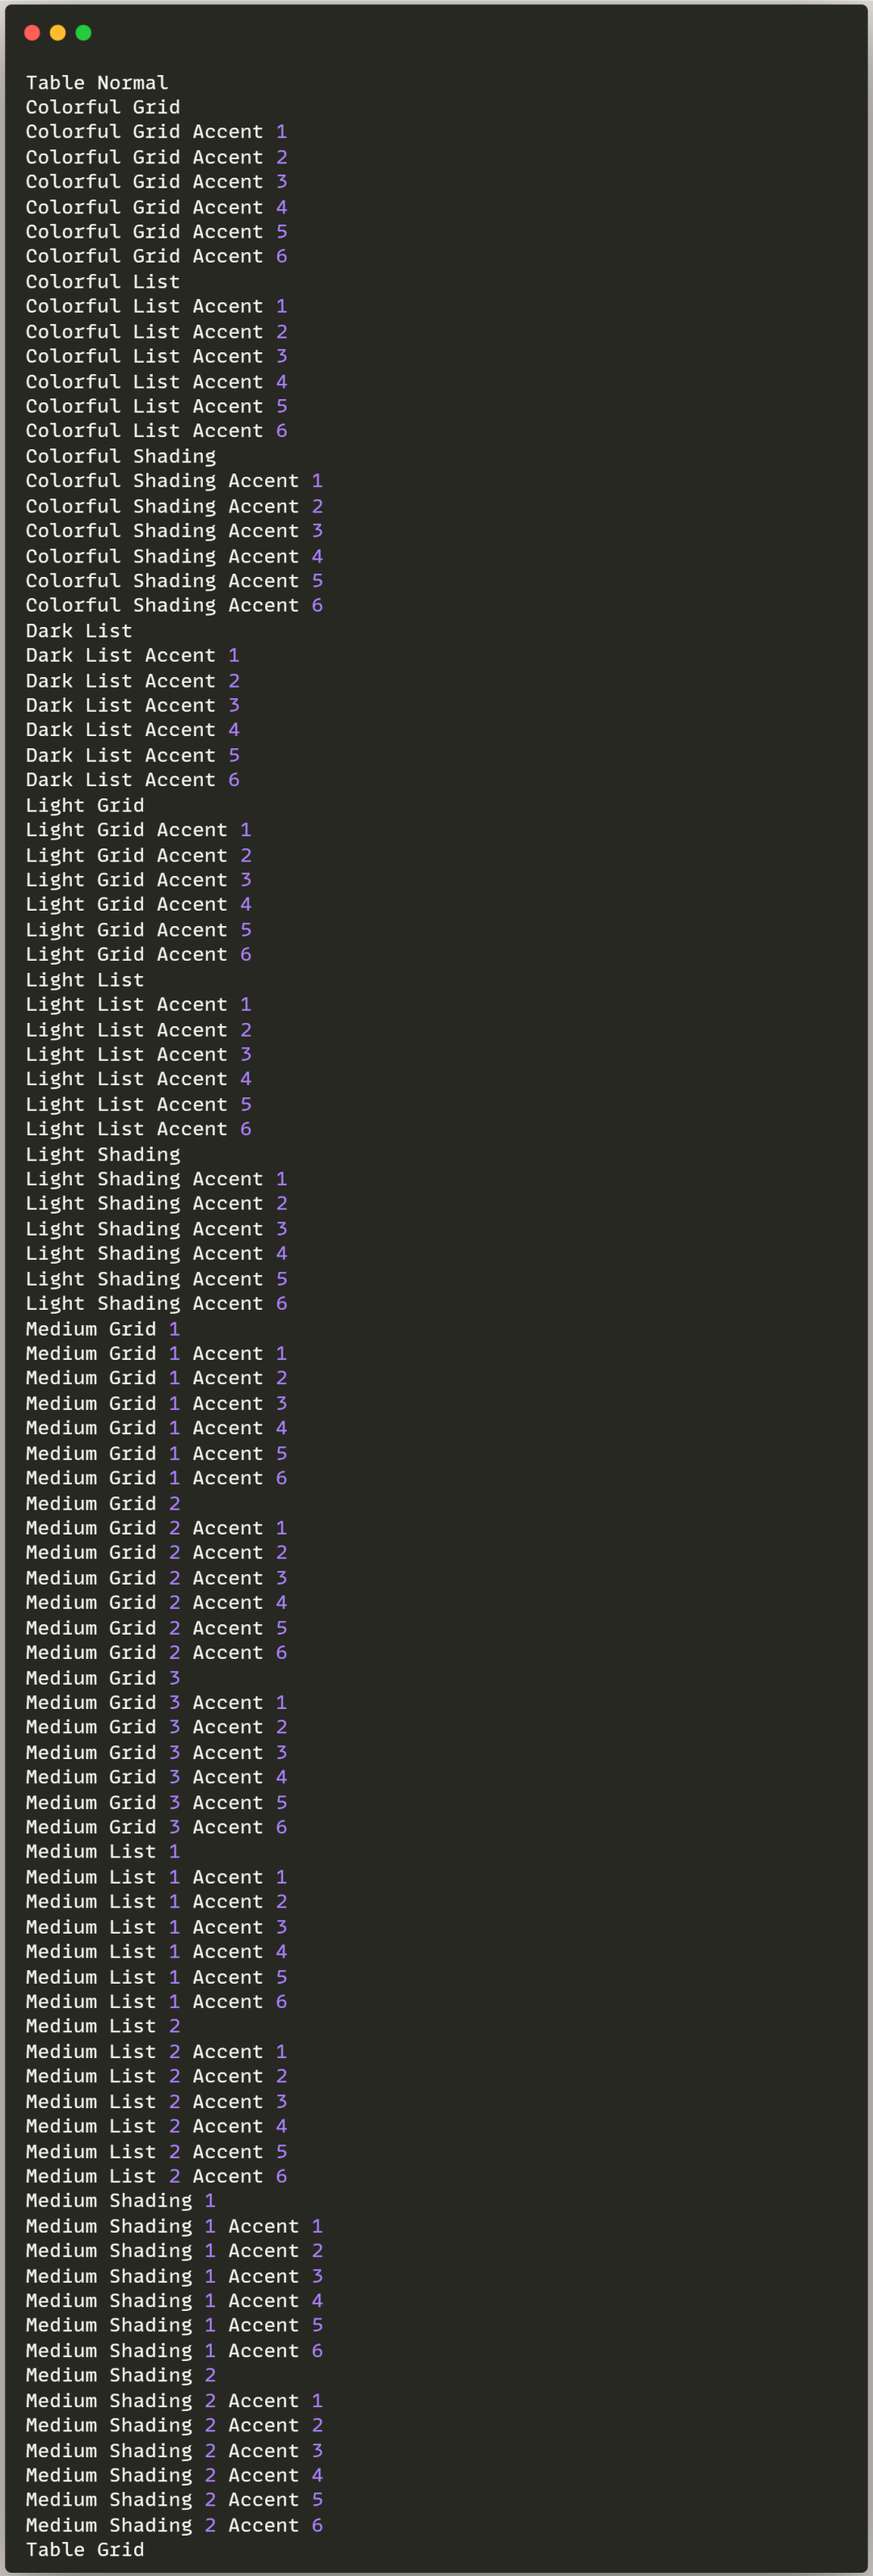 Table Normal
Colorful Grid
Colorful Grid Accent 1
Colorful Grid Accent 2
Colorful Grid Accent 3
Colorful Grid Accent 4
Colorful Grid Accent 5
Colorful Grid Accent 6
Colorful List
Colorful List Accent 1
Colorful List Accent 2
Colorful List Accent 3
Colorful List Accent 4
Colorful List Accent 5
Colorful List Accent 6
Colorful Shading
Colorful Shading Accent 1
Colorful Shading Accent 2
Colorful Shading Accent 3
Colorful Shading Accent 4
Colorful Shading Accent 5
Colorful Shading Accent 6
Dark List
Dark List Accent 1
Dark List Accent 2
Dark List Accent 3
Dark List Accent 4
Dark List Accent 5
Dark List Accent 6
Light Grid
Light Grid Accent 1
Light Grid Accent 2
Light Grid Accent 3
Light Grid Accent 4
Light Grid Accent 5
Light Grid Accent 6
Light List
Light List Accent 1
Light List Accent 2
Light List Accent 3
Light List Accent 4
Light List Accent 5
Light List Accent 6
Light Shading
Light Shading Accent 1
Light Shading Accent 2
Light Shading Accent 3
Light Shading Accent 4
Light Shading Accent 5
Light Shading Accent 6
Medium Grid 1
Medium Grid 1 Accent 1
Medium Grid 1 Accent 2
Medium Grid 1 Accent 3
Medium Grid 1 Accent 4
Medium Grid 1 Accent 5
Medium Grid 1 Accent 6
Medium Grid 2
Medium Grid 2 Accent 1
Medium Grid 2 Accent 2
Medium Grid 2 Accent 3
Medium Grid 2 Accent 4
Medium Grid 2 Accent 5
Medium Grid 2 Accent 6
Medium Grid 3
Medium Grid 3 Accent 1
Medium Grid 3 Accent 2
Medium Grid 3 Accent 3
Medium Grid 3 Accent 4
Medium Grid 3 Accent 5
Medium Grid 3 Accent 6
Medium List 1
Medium List 1 Accent 1
Medium List 1 Accent 2
Medium List 1 Accent 3
Medium List 1 Accent 4
Medium List 1 Accent 5
Medium List 1 Accent 6
Medium List 2
Medium List 2 Accent 1
Medium List 2 Accent 2
Medium List 2 Accent 3
Medium List 2 Accent 4
Medium List 2 Accent 5
Medium List 2 Accent 6
Medium Shading 1
Medium Shading 1 Accent 1
Medium Shading 1 Accent 2
Medium Shading 1 Accent 3
Medium Shading 1 Accent 4
Medium Shading 1 Accent 5
Medium Shading 1 Accent 6
Medium Shading 2
Medium Shading 2 Accent 1
Medium Shading 2 Accent 2
Medium Shading 2 Accent 3
Medium Shading 2 Accent 4
Medium Shading 2 Accent 5
Medium Shading 2 Accent 6
Table Grid